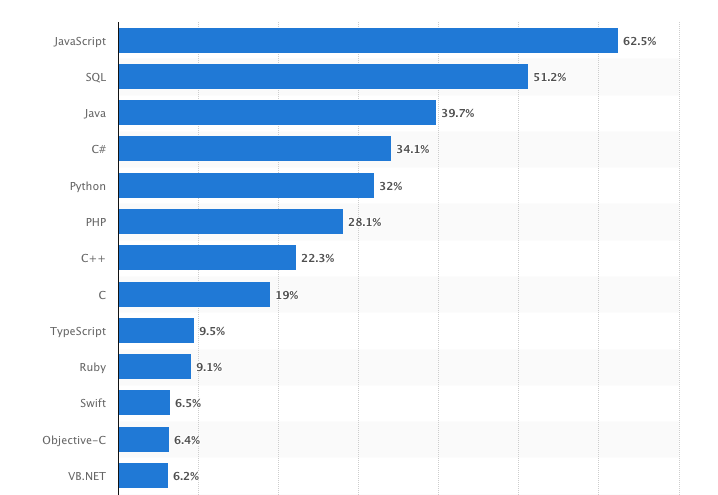 JavaScript 62.5%
SQL 51.2%
Java 39.7%
C# 34.1%
Python 32%
PHP 28.1%
C++ 22.3%
C 19%
TypeScript 9.5%
Ruby 9.1%
Swift 6.5%
Objective-C 6.4%
VB.NET 6.2%